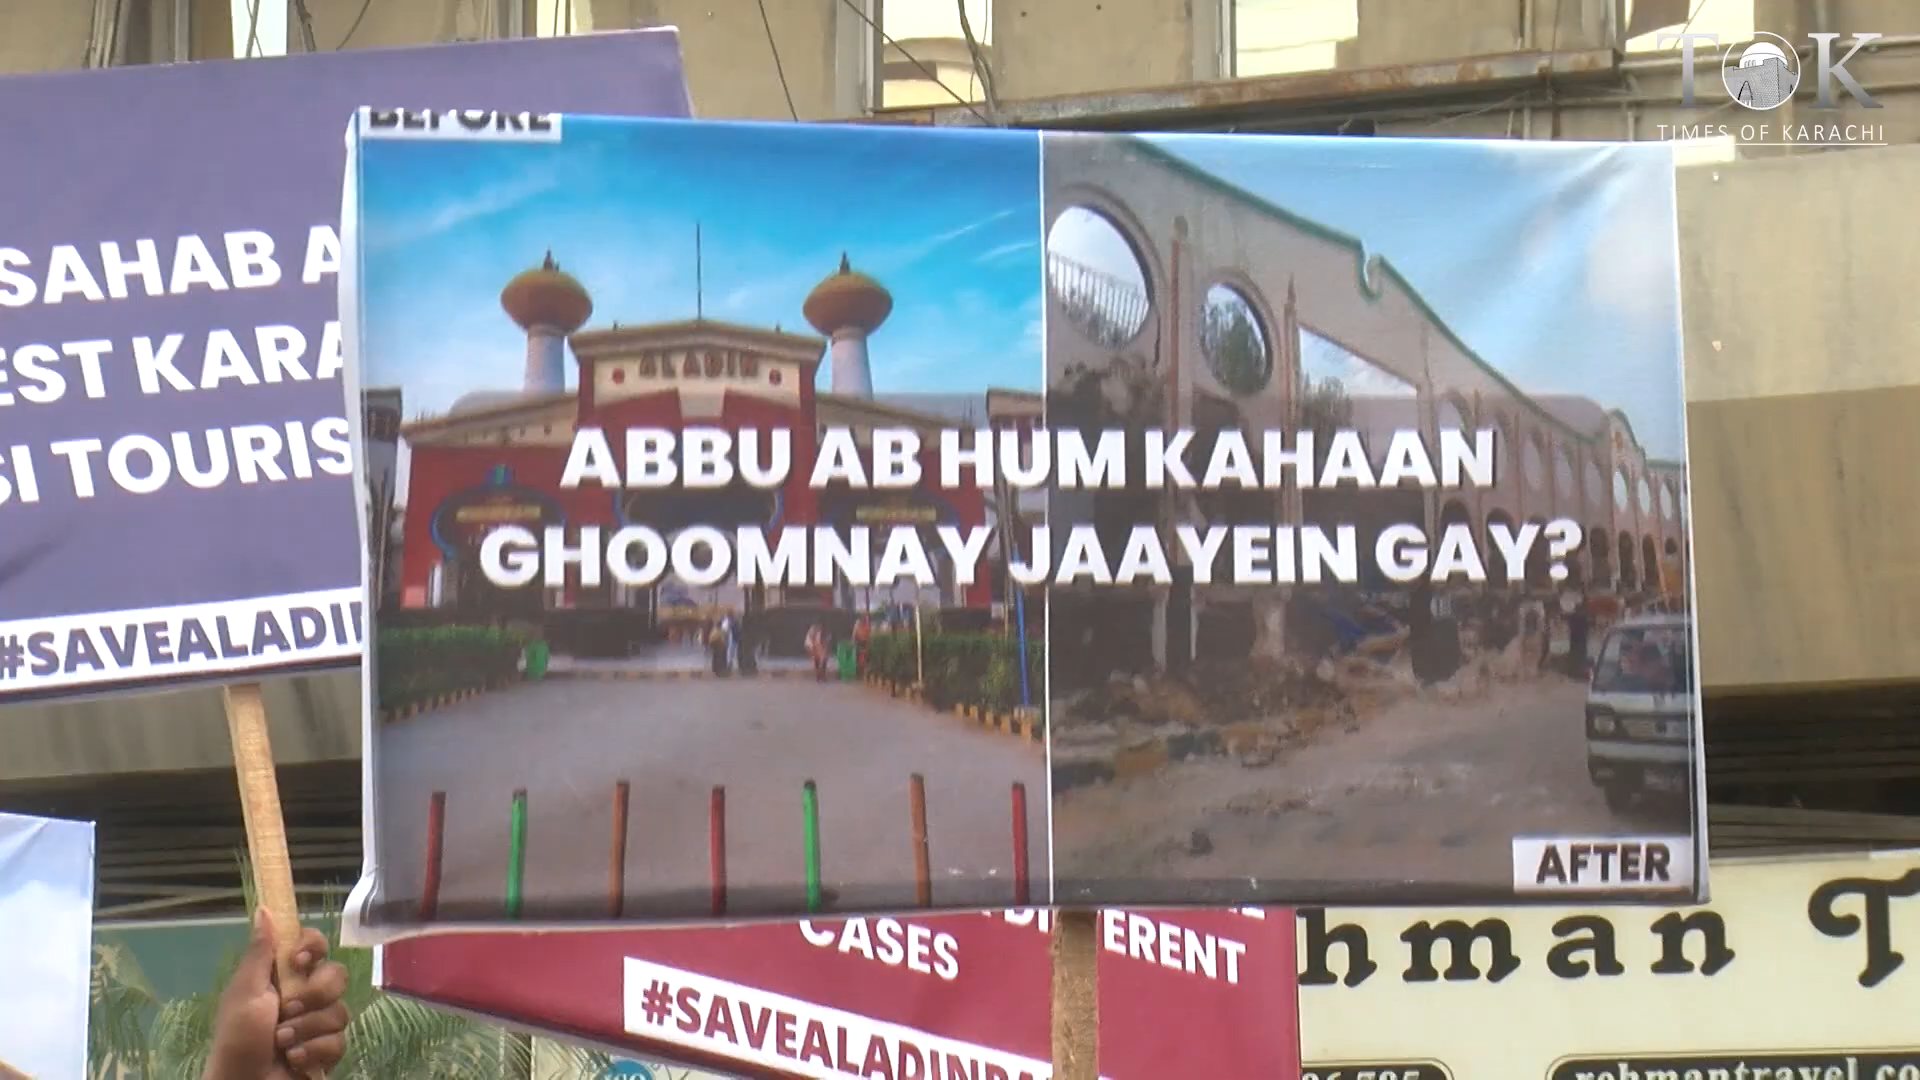 TOK
TIMES OF KARACHI
BEFORE
SAHAB A
EST KARA
SI TOURIS
#SAVEALADI
ALADIN
ABBU AB HUM KAHAAN
GHOOMNAY JAAYEIN GAY?
AFTER
CASES
ERENT
#SAVEALADINPA
hman T
rehmantravel.co